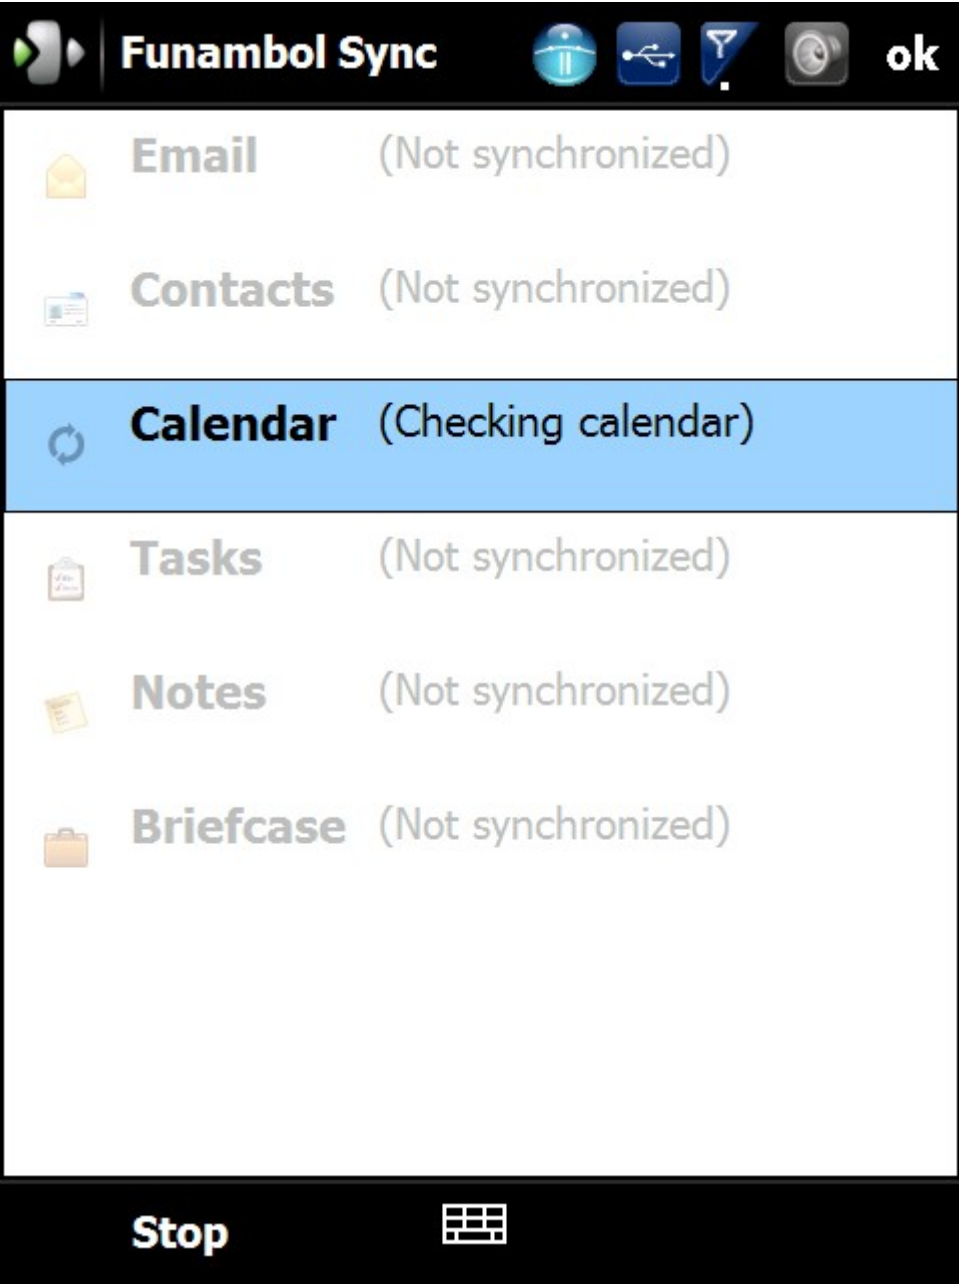 Funambol Sync ok
Email (Not synchronized)
Contacts (Not synchronized)
Calendar (Checking calendar)
Tasks (Not synchronized)
Notes (Not synchronized)
Briefcase (Not synchronized)
Stop